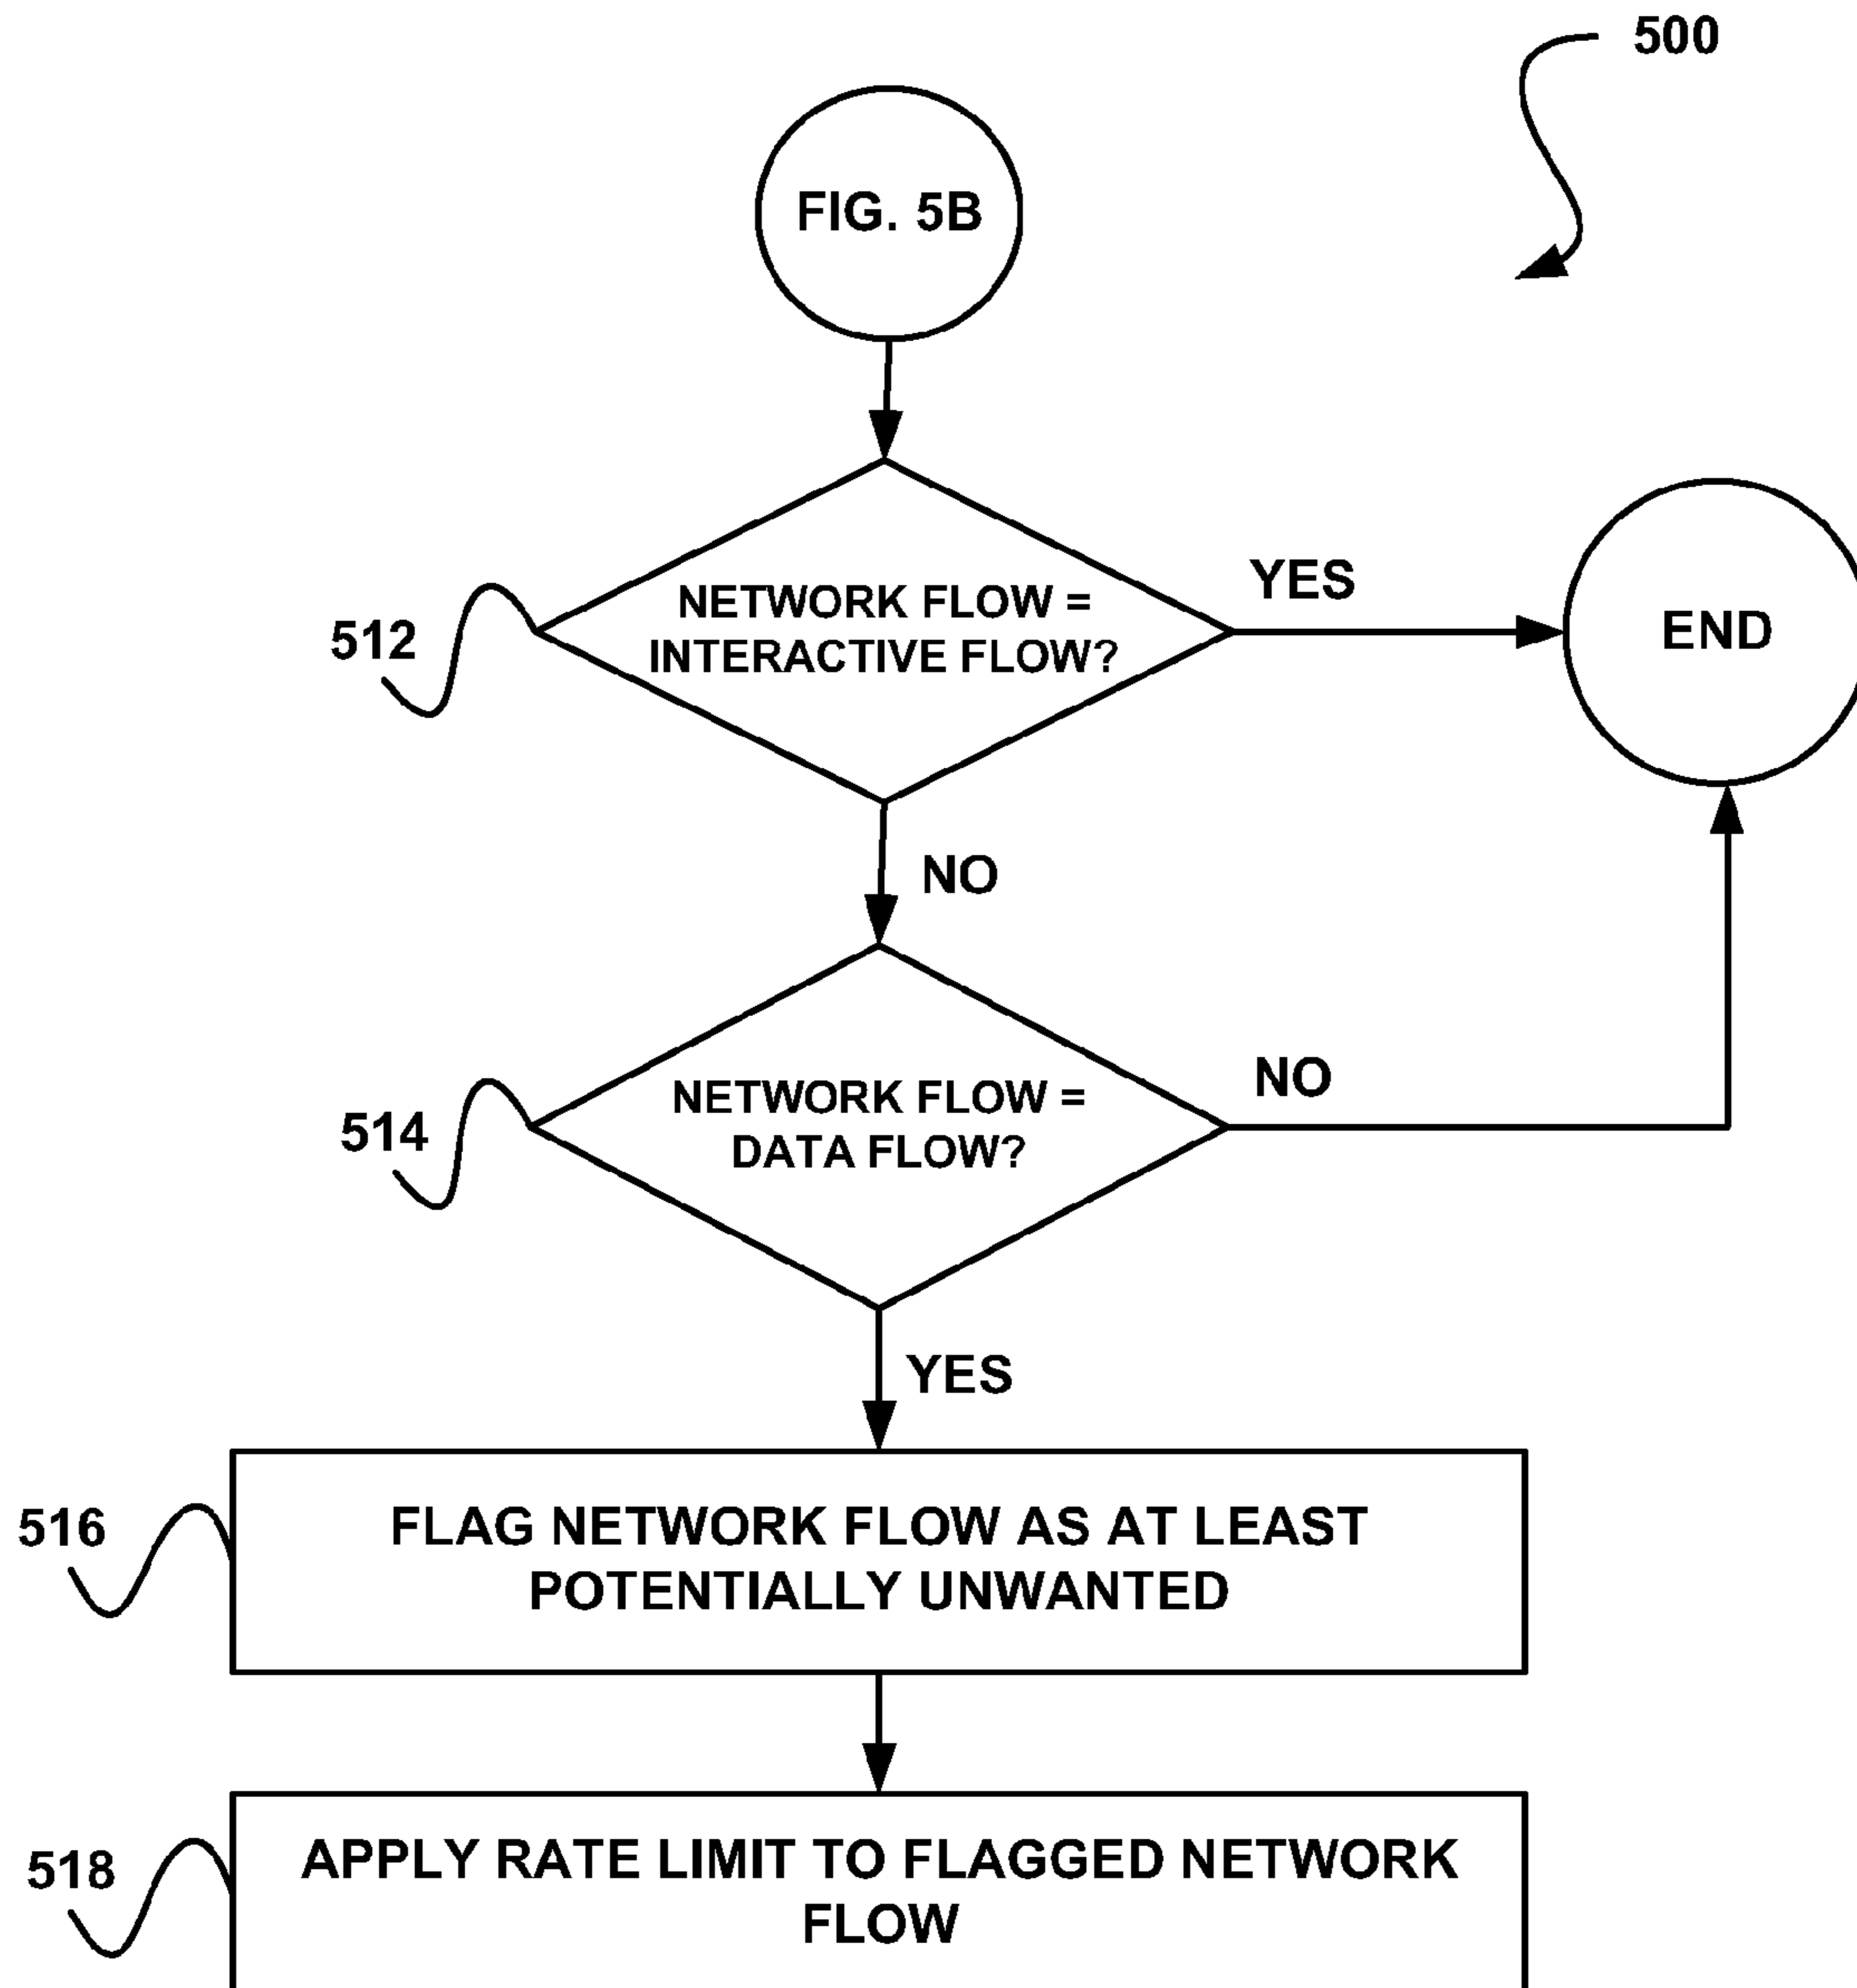 500
FIG. 5B
NETWORK FLOW =
INTERACTIVE FLOW?
YES
END
512
NO
NETWORK FLOW =
DATA FLOW?
NO
514
YES
516
FLAG NETWORK FLOW AS AT LEAST
POTENTIALLY UNWANTED
518
APPLY RATE LIMIT TO FLAGGED NETWORK
FLOW